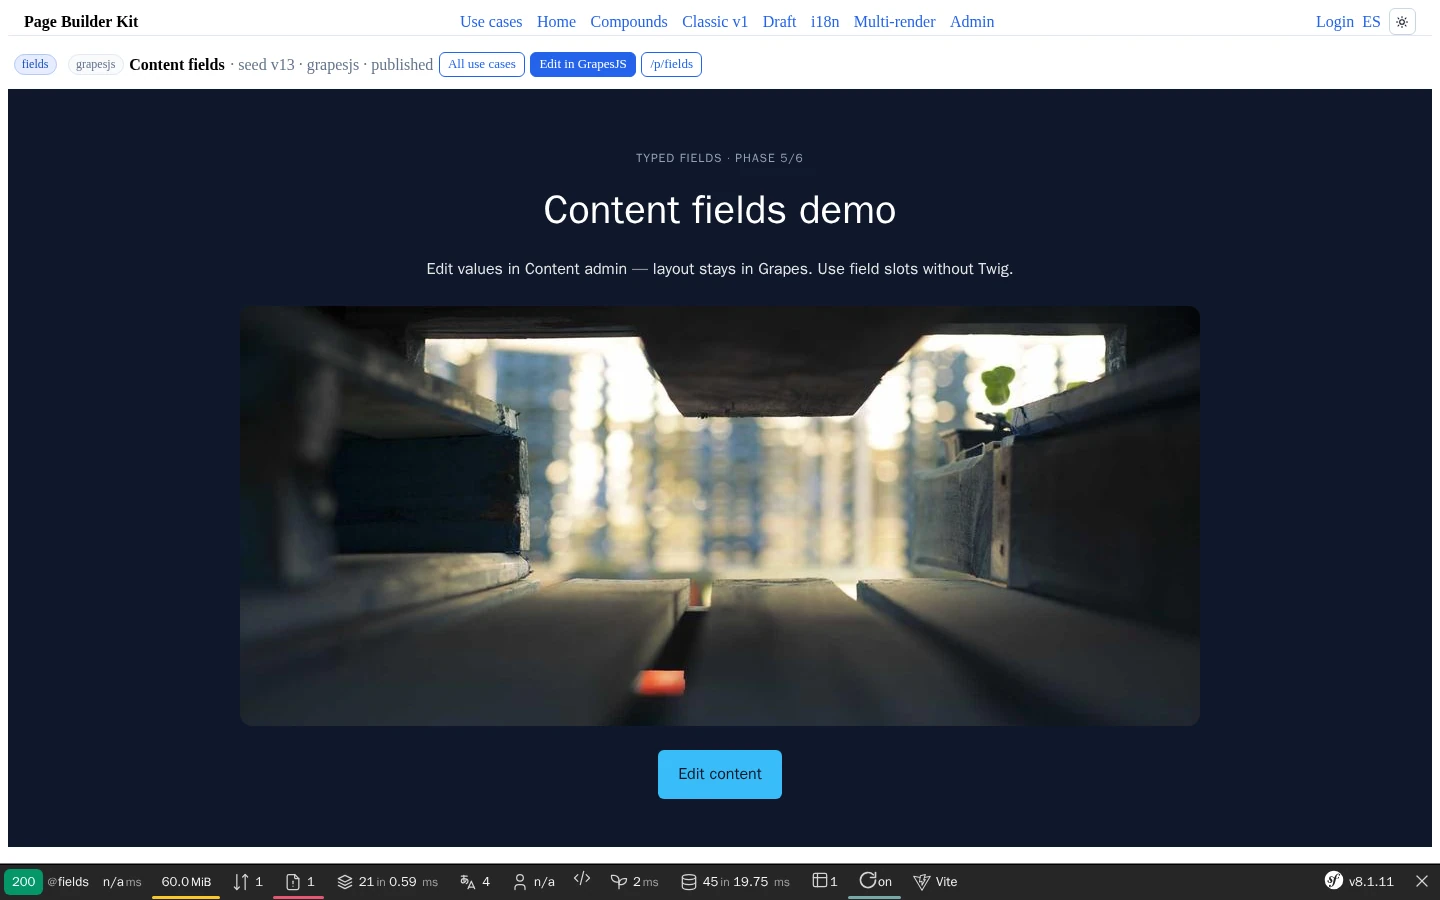 Page Builder Kit
Use cases Home Compounds Classic v1 Draft i18n Multi-render Admin
Login ES
fields grapesjs Content fields · seed v13 · grapesjs · published All use cases Edit in GrapesJS /p/fields
TYPED FIELDS · PHASE 5/6
Content fields demo
Edit values in Content admin — layout stays in Grapes. Use field slots without Twig.
Edit content
200 @fields n/a ms 60.0 MiB 1 1 21 in 0.59 ms 4 n/a 2 ms 45 in 19.75 ms 1 on Vite sf v8.1.11